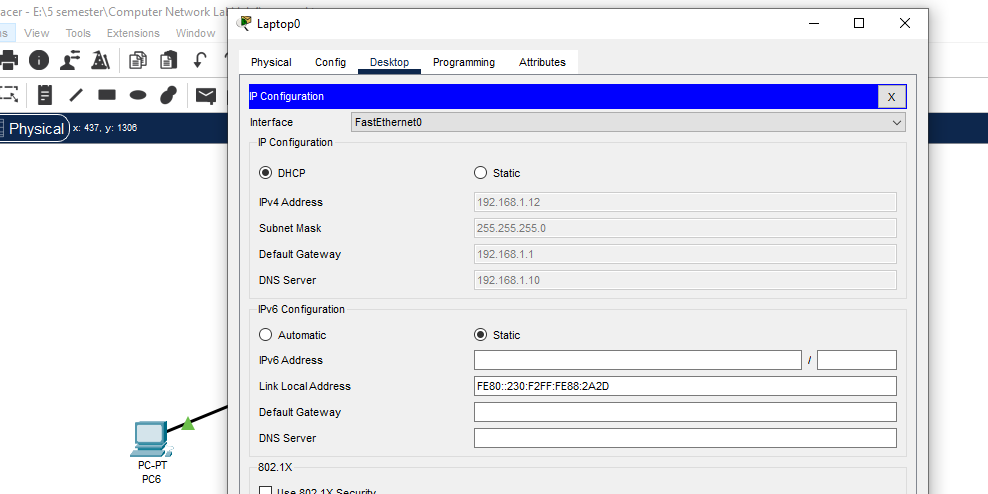 acer - E:\5 semester\Computer Network La
Laptop0
ns View Tools Extensions Window
Physical Config Desktop Programming Attributes
IP Configuration X
Physical x: 437, y: 1306
Interface FastEthernet0
IP Configuration
DHCP Static
IPv4 Address 192.168.1.12
Subnet Mask 255.255.255.0
Default Gateway 192.168.1.1
DNS Server 192.168.1.10
IPv6 Configuration
Automatic Static
IPv6 Address /
Link Local Address FE80::230:F2FF:FE88:2A2D
Default Gateway
DNS Server
802.1X
Use 802.1X Security
PC-PT
PC6